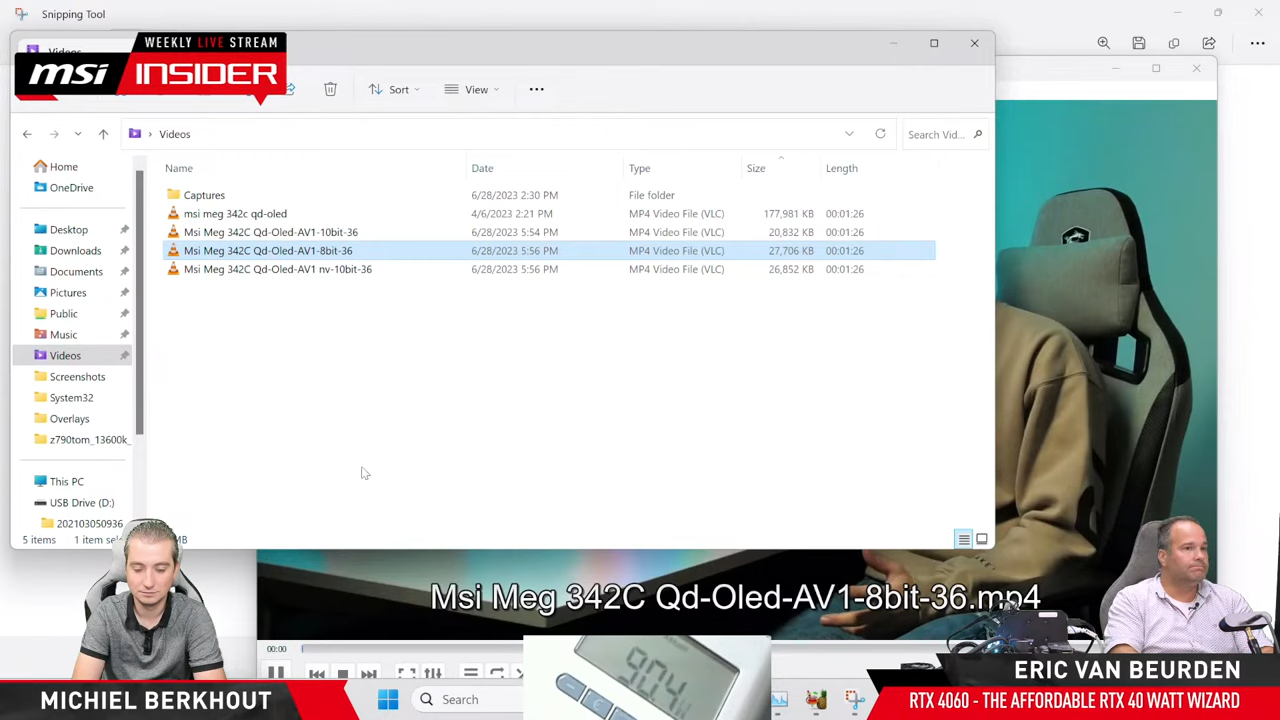 Snipping Tool
WEEKLY LIVE STREAM
msi INSIDER
Sort
View
Videos
Search Vid...
Name
Date
Type
Size
Length
Captures
6/28/2023 2:30 PM
File folder
msi meg 342c qd-oled
4/6/2023 2:21 PM
MP4 Video File (VLC)
177,981 KB
00:01:26
Msi Meg 342C Qd-Oled-AV1-10bit-36
6/28/2023 5:54 PM
MP4 Video File (VLC)
20,832 KB
00:01:26
Msi Meg 342C Qd-Oled-AV1-8bit-36
6/28/2023 5:56 PM
MP4 Video File (VLC)
27,706 KB
00:01:26
Msi Meg 342C Qd-Oled-AV1 nv-10bit-36
6/28/2023 5:56 PM
MP4 Video File (VLC)
26,852 KB
00:01:26
Home
OneDrive
Desktop
Downloads
Documents
Pictures
Public
Music
Videos
Screenshots
System32
Overlays
z790tom_13600k_
This PC
USB Drive (D:)
202103050936
5 items
1 item
Msi Meg 342C Qd-Oled-AV1-8bit-36.mp4
00:00
Search
90.4
MICHIEL BERKHOUT
ERIC VAN BEURDEN
RTX 4060 - THE AFFORDABLE RTX 40 WATT WIZARD